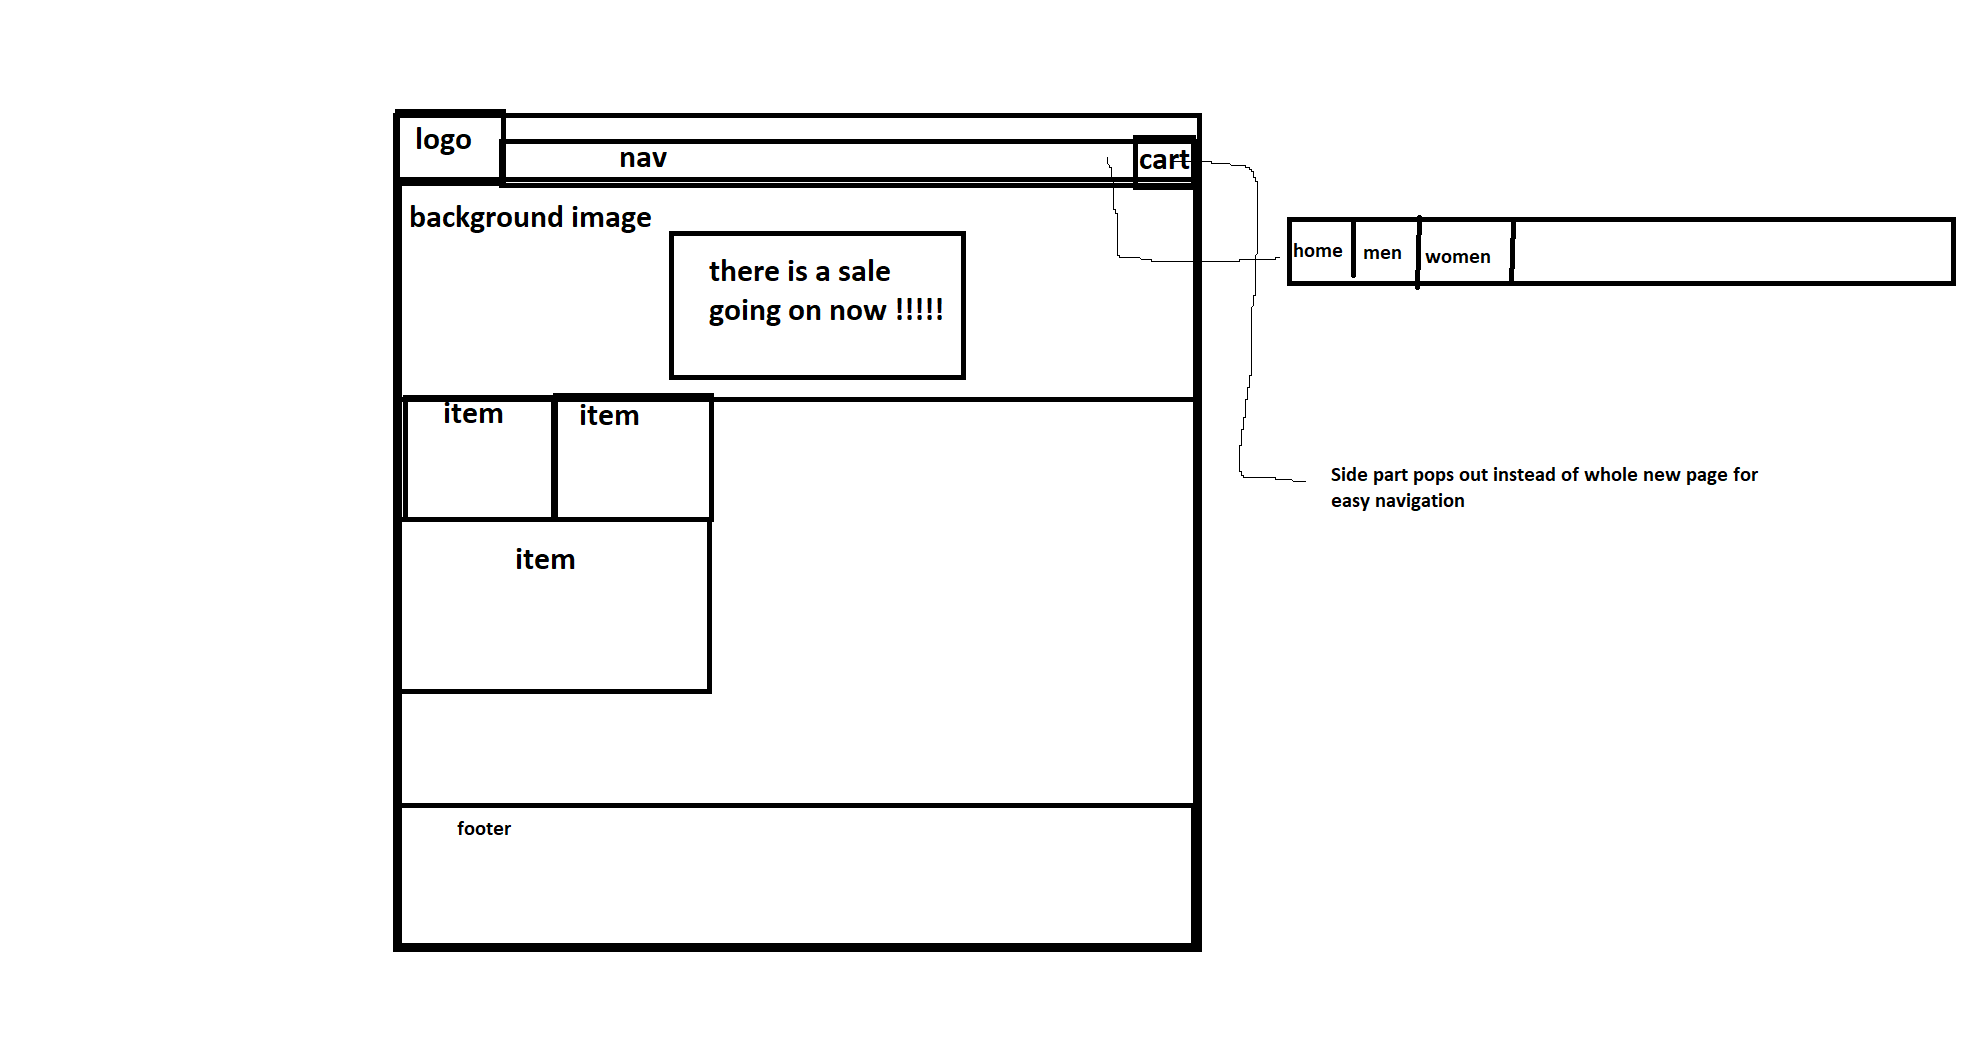 logo
nav
cart
background image
there is a sale
going on now !!!!!
home
men
women
item
item
item
Side part pops out instead of whole new page for
easy navigation
footer